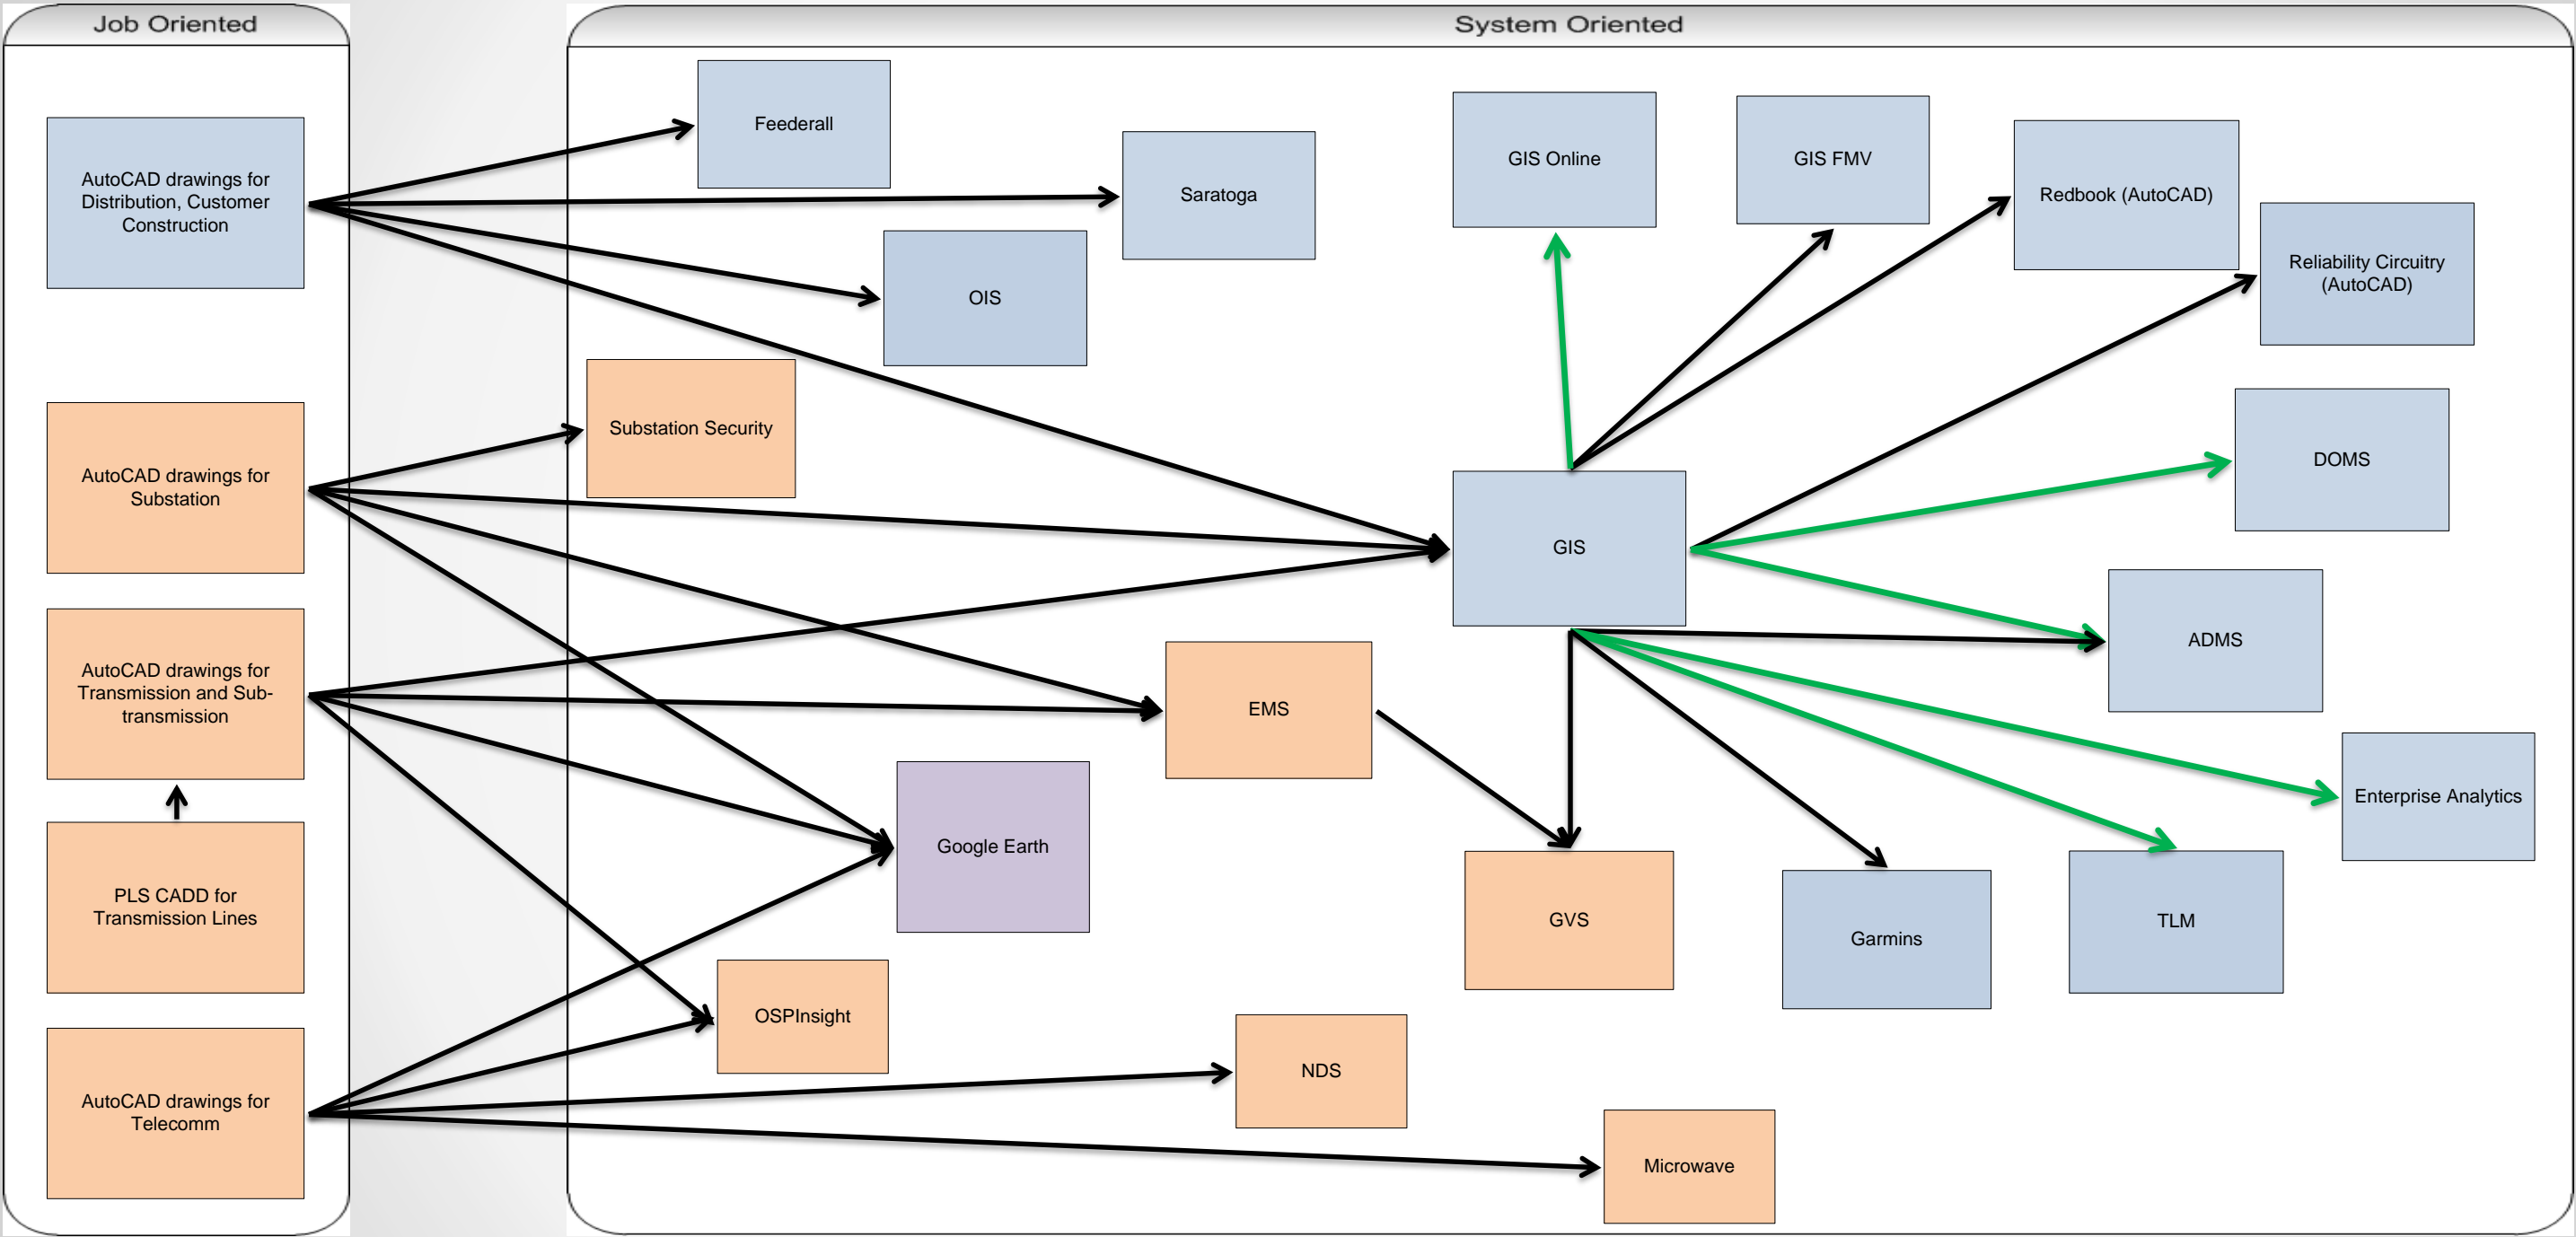 Job Oriented
System Oriented
AutoCAD drawings for
Distribution, Customer
Construction
AutoCAD drawings for
Substation
AutoCAD drawings for
Transmission and Sub-
transmission
PLS CADD for
Transmission Lines
AutoCAD drawings for
Telecomm
Feederall
Saratoga
OIS
Substation Security
GIS Online
GIS FMV
Redbook (AutoCAD)
Reliability Circuitry
(AutoCAD)
DOMS
GIS
ADMS
EMS
Enterprise Analytics
Google Earth
GVS
Garmins
TLM
OSPInsight
NDS
Microwave